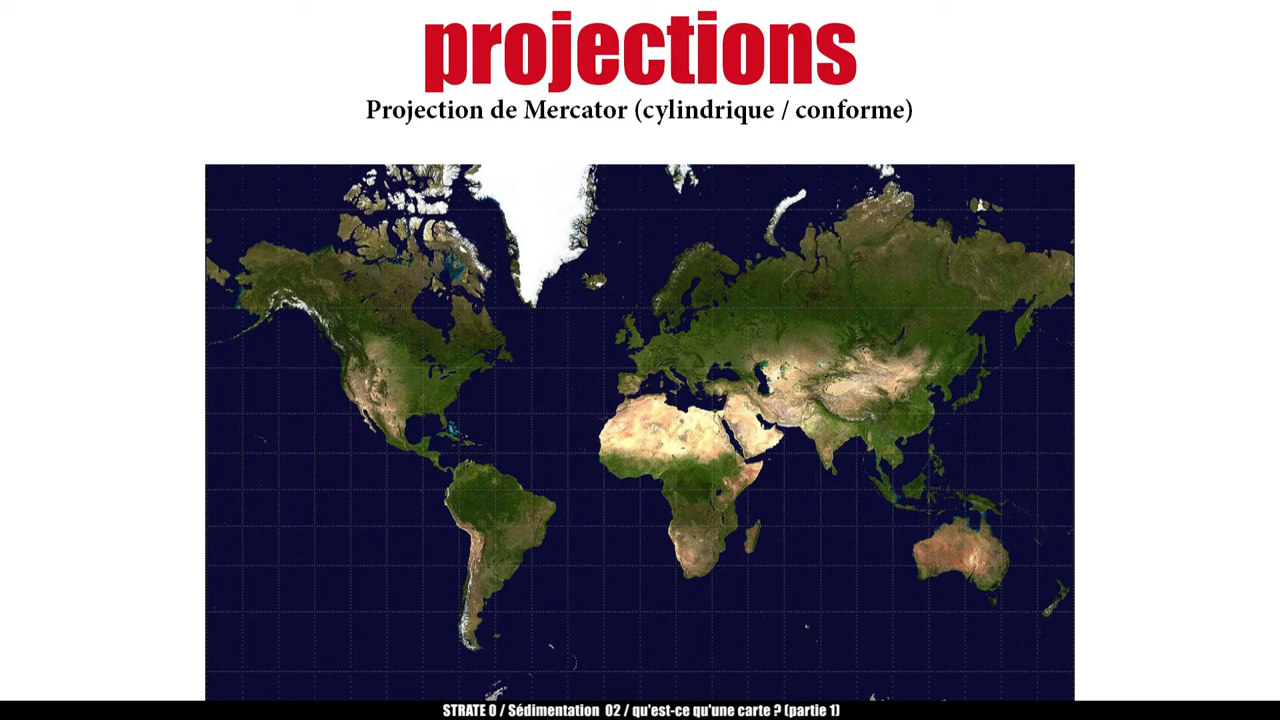 projections
Projection de Mercator (cylindrique / conforme)
STRATE 0 / Sédimentation 02 / qu'est-ce qu'une carte ? (partie 1)